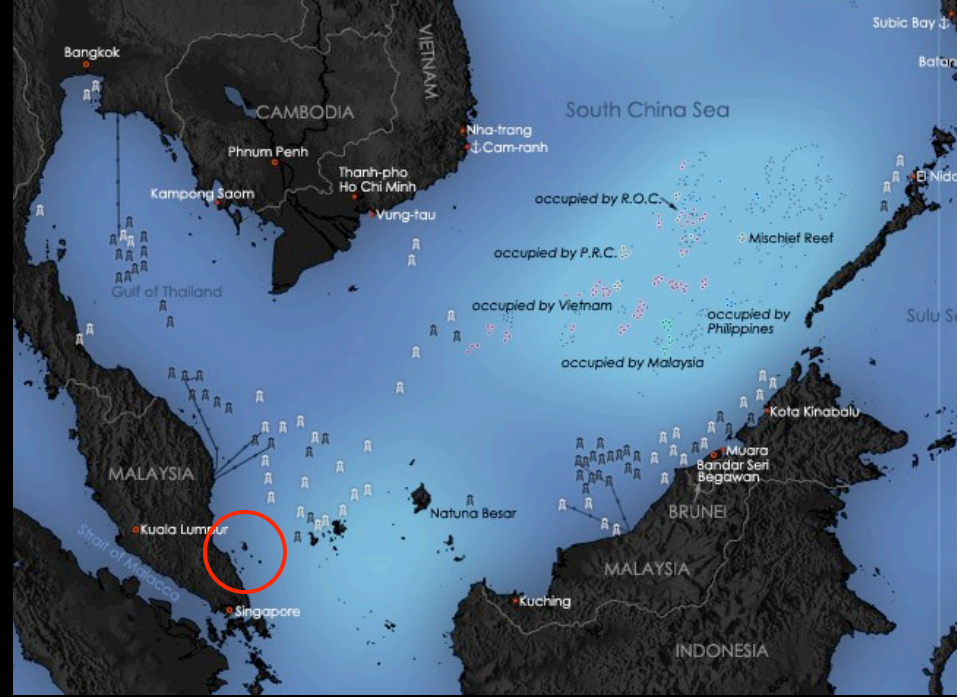 Subic Bay
Bangkok
VIETNAM
Batan
CAMBODIA
South China Sea
Nha-trang
Cam-ranh
Phnum Penh
Thanh-pho
Ho Chi Minh
El Nido
Kampong Saom
occupied by R.O.C.
Vung-tau
Mischief Reef
occupied by P.R.C.
Gulf of Thailand
occupied by Vietnam
occupied by
Philippines
Sulu Se
occupied by Malaysia
Kota Kinabalu
MALAYSIA
Muara
Bandar Seri
Begawan
Natuna Besar
BRUNEI
Kuala Lumpur
Strait of Malacca
MALAYSIA
Kuching
Singapore
INDONESIA